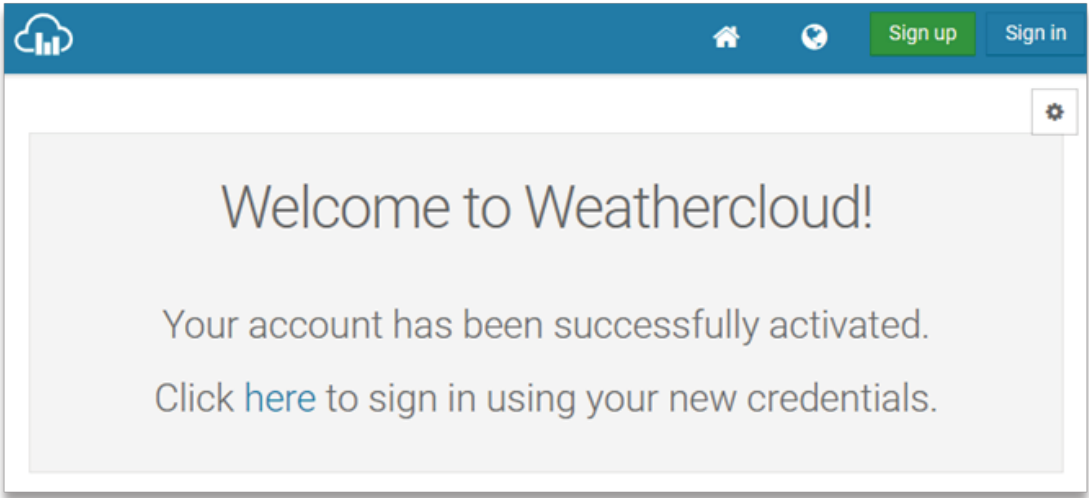 Sign up Sign in
Welcome to Weathercloud!
Your account has been successfully activated.
Click here to sign in using your new credentials.